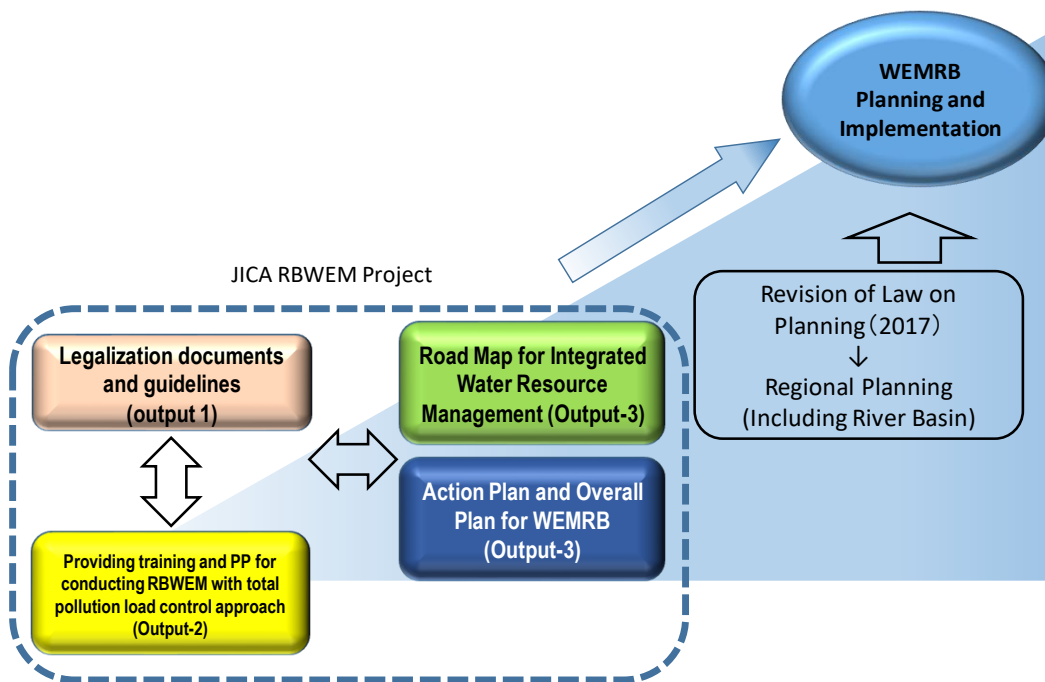 WEMRB
Planning and
Implementation
JICA RBWEM Project
Legalization documents
and guidelines
(output 1)
Road Map for Integrated
Water Resource
Management (Output-3)
Revision of Law on
Planning（2017）
↓
Regional Planning
(Including River Basin)
Providing training and PP for
conducting RBWEM with total
pollution load control approach
(Output-2)
Action Plan and Overall
Plan for WEMRB
(Output-3)